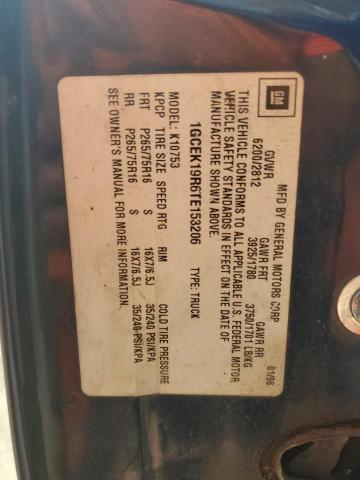 GM
MFD BY GENERAL MOTORS CORP
01/96
GVWR GAWR FRT GAWR RR
6200/2812 3925/1780 3750/1701 LB/KG
THIS VEHICLE CONFORMS TO ALL APPLICABLE U.S. FEDERAL MOTOR
VEHICLE SAFETY STANDARDS IN EFFECT ON THE DATE OF
MANUFACTURE SHOWN ABOVE.
1GCEK19R6TE153206 TYPE: TRUCK
MODEL: K10753
KPCP TIRE SIZE SPEED RTG RIM COLD TIRE PRESSURE
FRT P265/75R16 S 16X7/6.5J 35/240 PSI/KPA
RR P265/75R16 S 16X7/6.5J 35/240 PSI/KPA
SEE OWNER'S MANUAL FOR ADDED INFORMATION